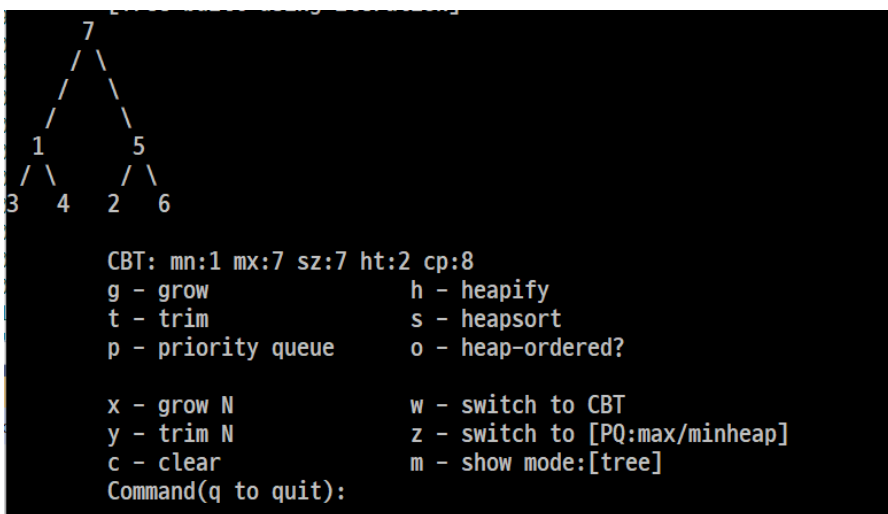 7
/ \
/ \
/ \
1 5
/ \ / \
3 4 2 6
CBT: mn:1 mx:7 sz:7 ht:2 cp:8
g - grow h - heapify
t - trim s - heapsort
p - priority queue o - heap-ordered?
x - grow N w - switch to CBT
y - trim N z - switch to [PQ:max/minheap]
c - clear m - show mode:[tree]
Command(q to quit):